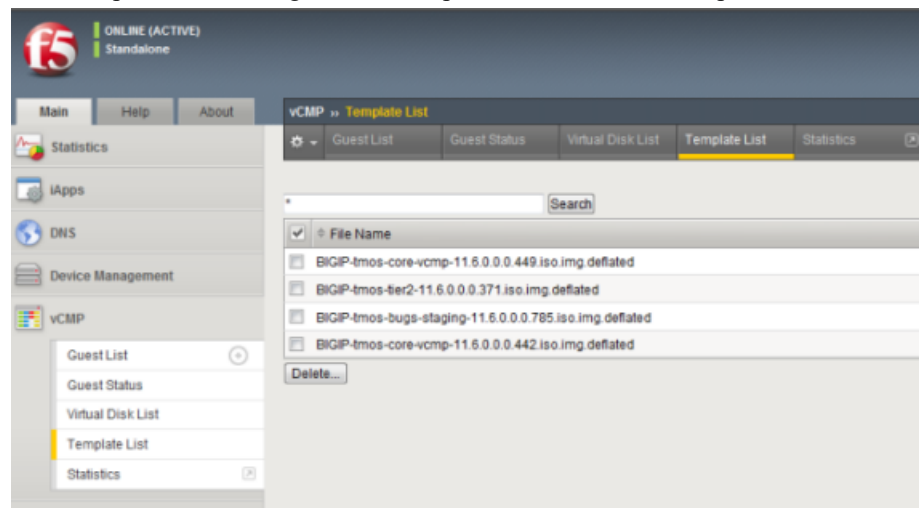 f5
ONLINE (ACTIVE)
Standalone
Main Help About
Statistics
iApps
DNS
Device Management
vCMP
Guest List
Guest Status
Virtual Disk List
Template List
Statistics
vCMP » Template List
Guest List Guest Status Virtual Disk List Template List Statistics
* Search
File Name
BIGIP-tmos-core-vcmp-11.6.0.0.0.449.iso.img.deflated
BIGIP-tmos-tier2-11.6.0.0.0.371.iso.img.deflated
BIGIP-tmos-bugs-staging-11.6.0.0.0.785.iso.img.deflated
BIGIP-tmos-core-vcmp-11.6.0.0.0.442.iso.img.deflated
Delete...